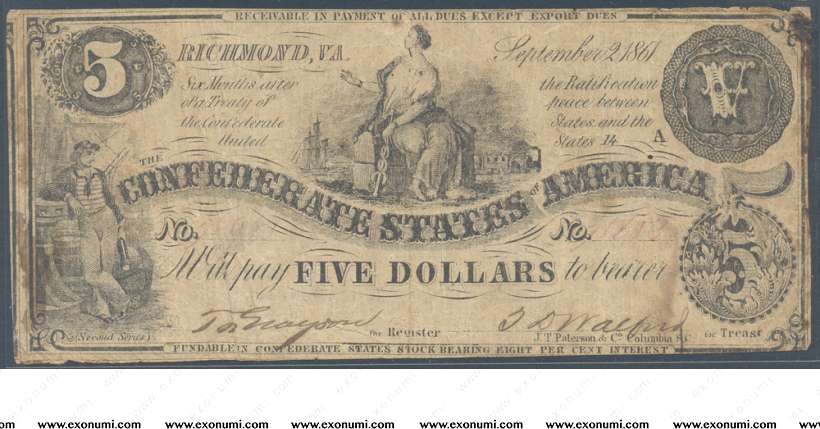 RECEIVABLE IN PAYMENT OF ALL DUES EXCEPT EXPORT DUES
5
RICHMOND, VA.
September 2, 1861
V
Six Months after the Ratification
of a Treaty of peace between
the Confederate States and the
United States 14 A
THE CONFEDERATE STATES OF AMERICA
No. No.
Will pay FIVE DOLLARS to bearer
5
for Register
for Treasr
(Second Series)
J.T. Paterson & Co. Columbia S.C.
FUNDABLE IN CONFEDERATE STATES STOCK BEARING EIGHT PER CENT INTEREST
www.exonumi.com www.exonumi.com www.exonumi.com www.exonumi.com www.exonumi.com